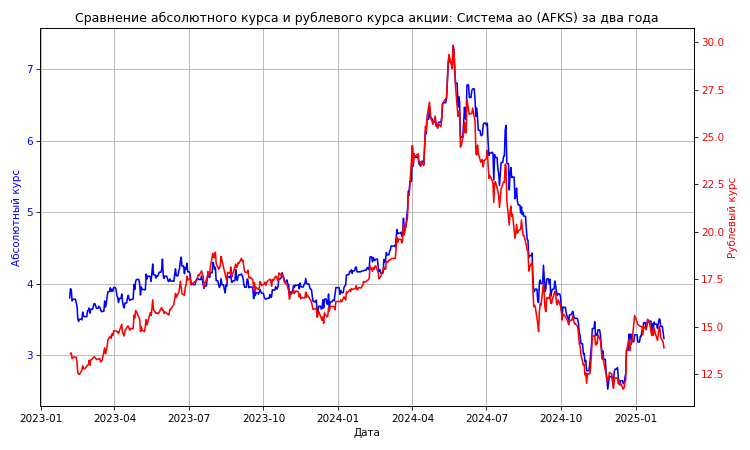 Сравнение абсолютного курса и рублевого курса акции: Система ао (AFKS) за два года
Абсолютный курс
7
6
5
4
3
30.0
27.5
25.0
22.5
20.0
17.5
15.0
12.5
Рублевый курс
2023-01 2023-04 2023-07 2023-10 2024-01 2024-04 2024-07 2024-10 2025-01
Дата